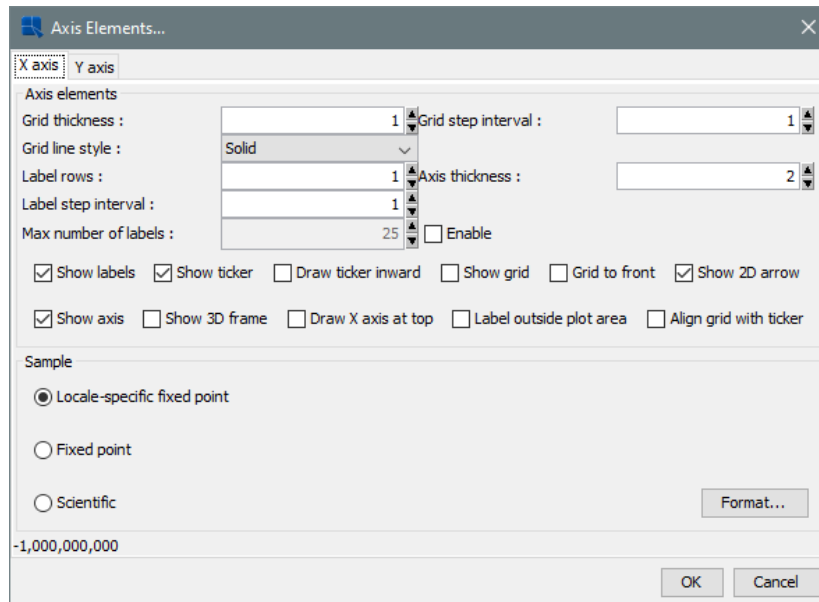 Axis Elements...
X axis Y axis
Axis elements
Grid thickness : 1 Grid step interval : 1
Grid line style : Solid
Label rows : 1 Axis thickness : 2
Label step interval : 1
Max number of labels : 25 Enable
Show labels Show ticker Draw ticker inward Show grid Grid to front Show 2D arrow
Show axis Show 3D frame Draw X axis at top Label outside plot area Align grid with ticker
Sample
Locale-specific fixed point
Fixed point
Scientific Format...
-1,000,000,000
OK Cancel